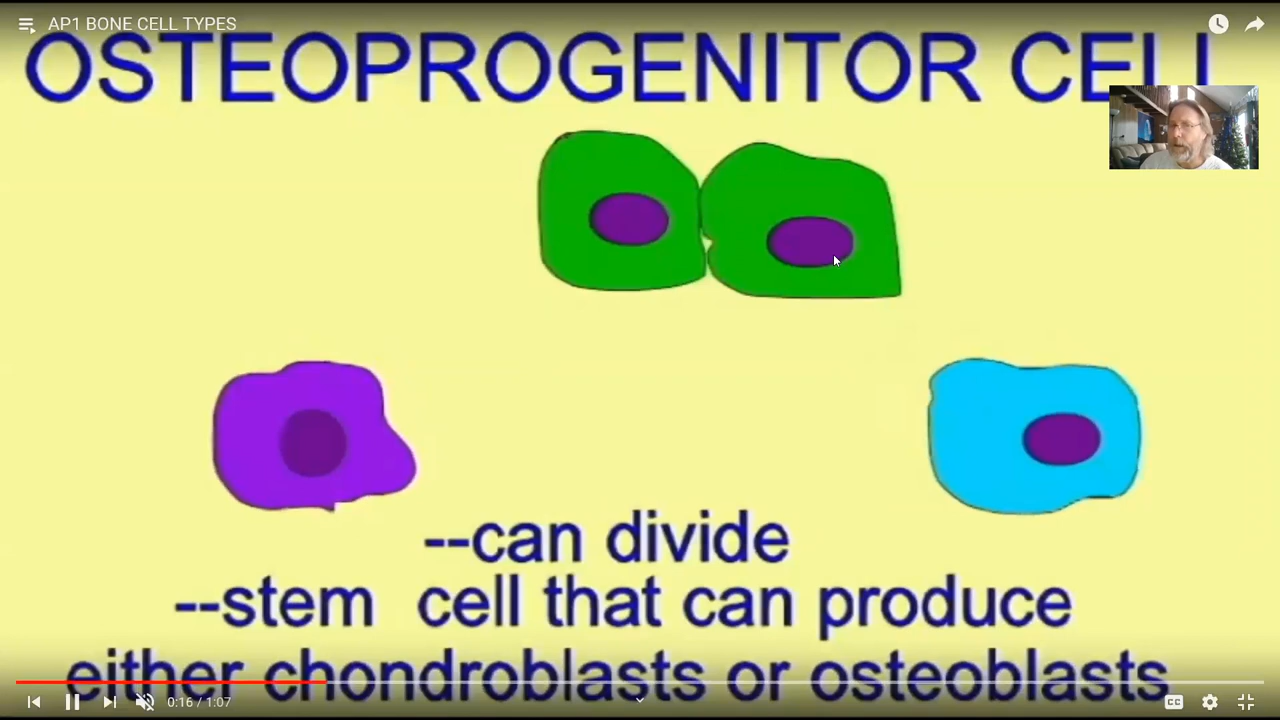 AP1 BONE CELL TYPES
OSTEOPROGENITOR CELL
--can divide
--stem cell that can produce
either chondroblasts or osteoblasts
0:16 / 1:07
CC